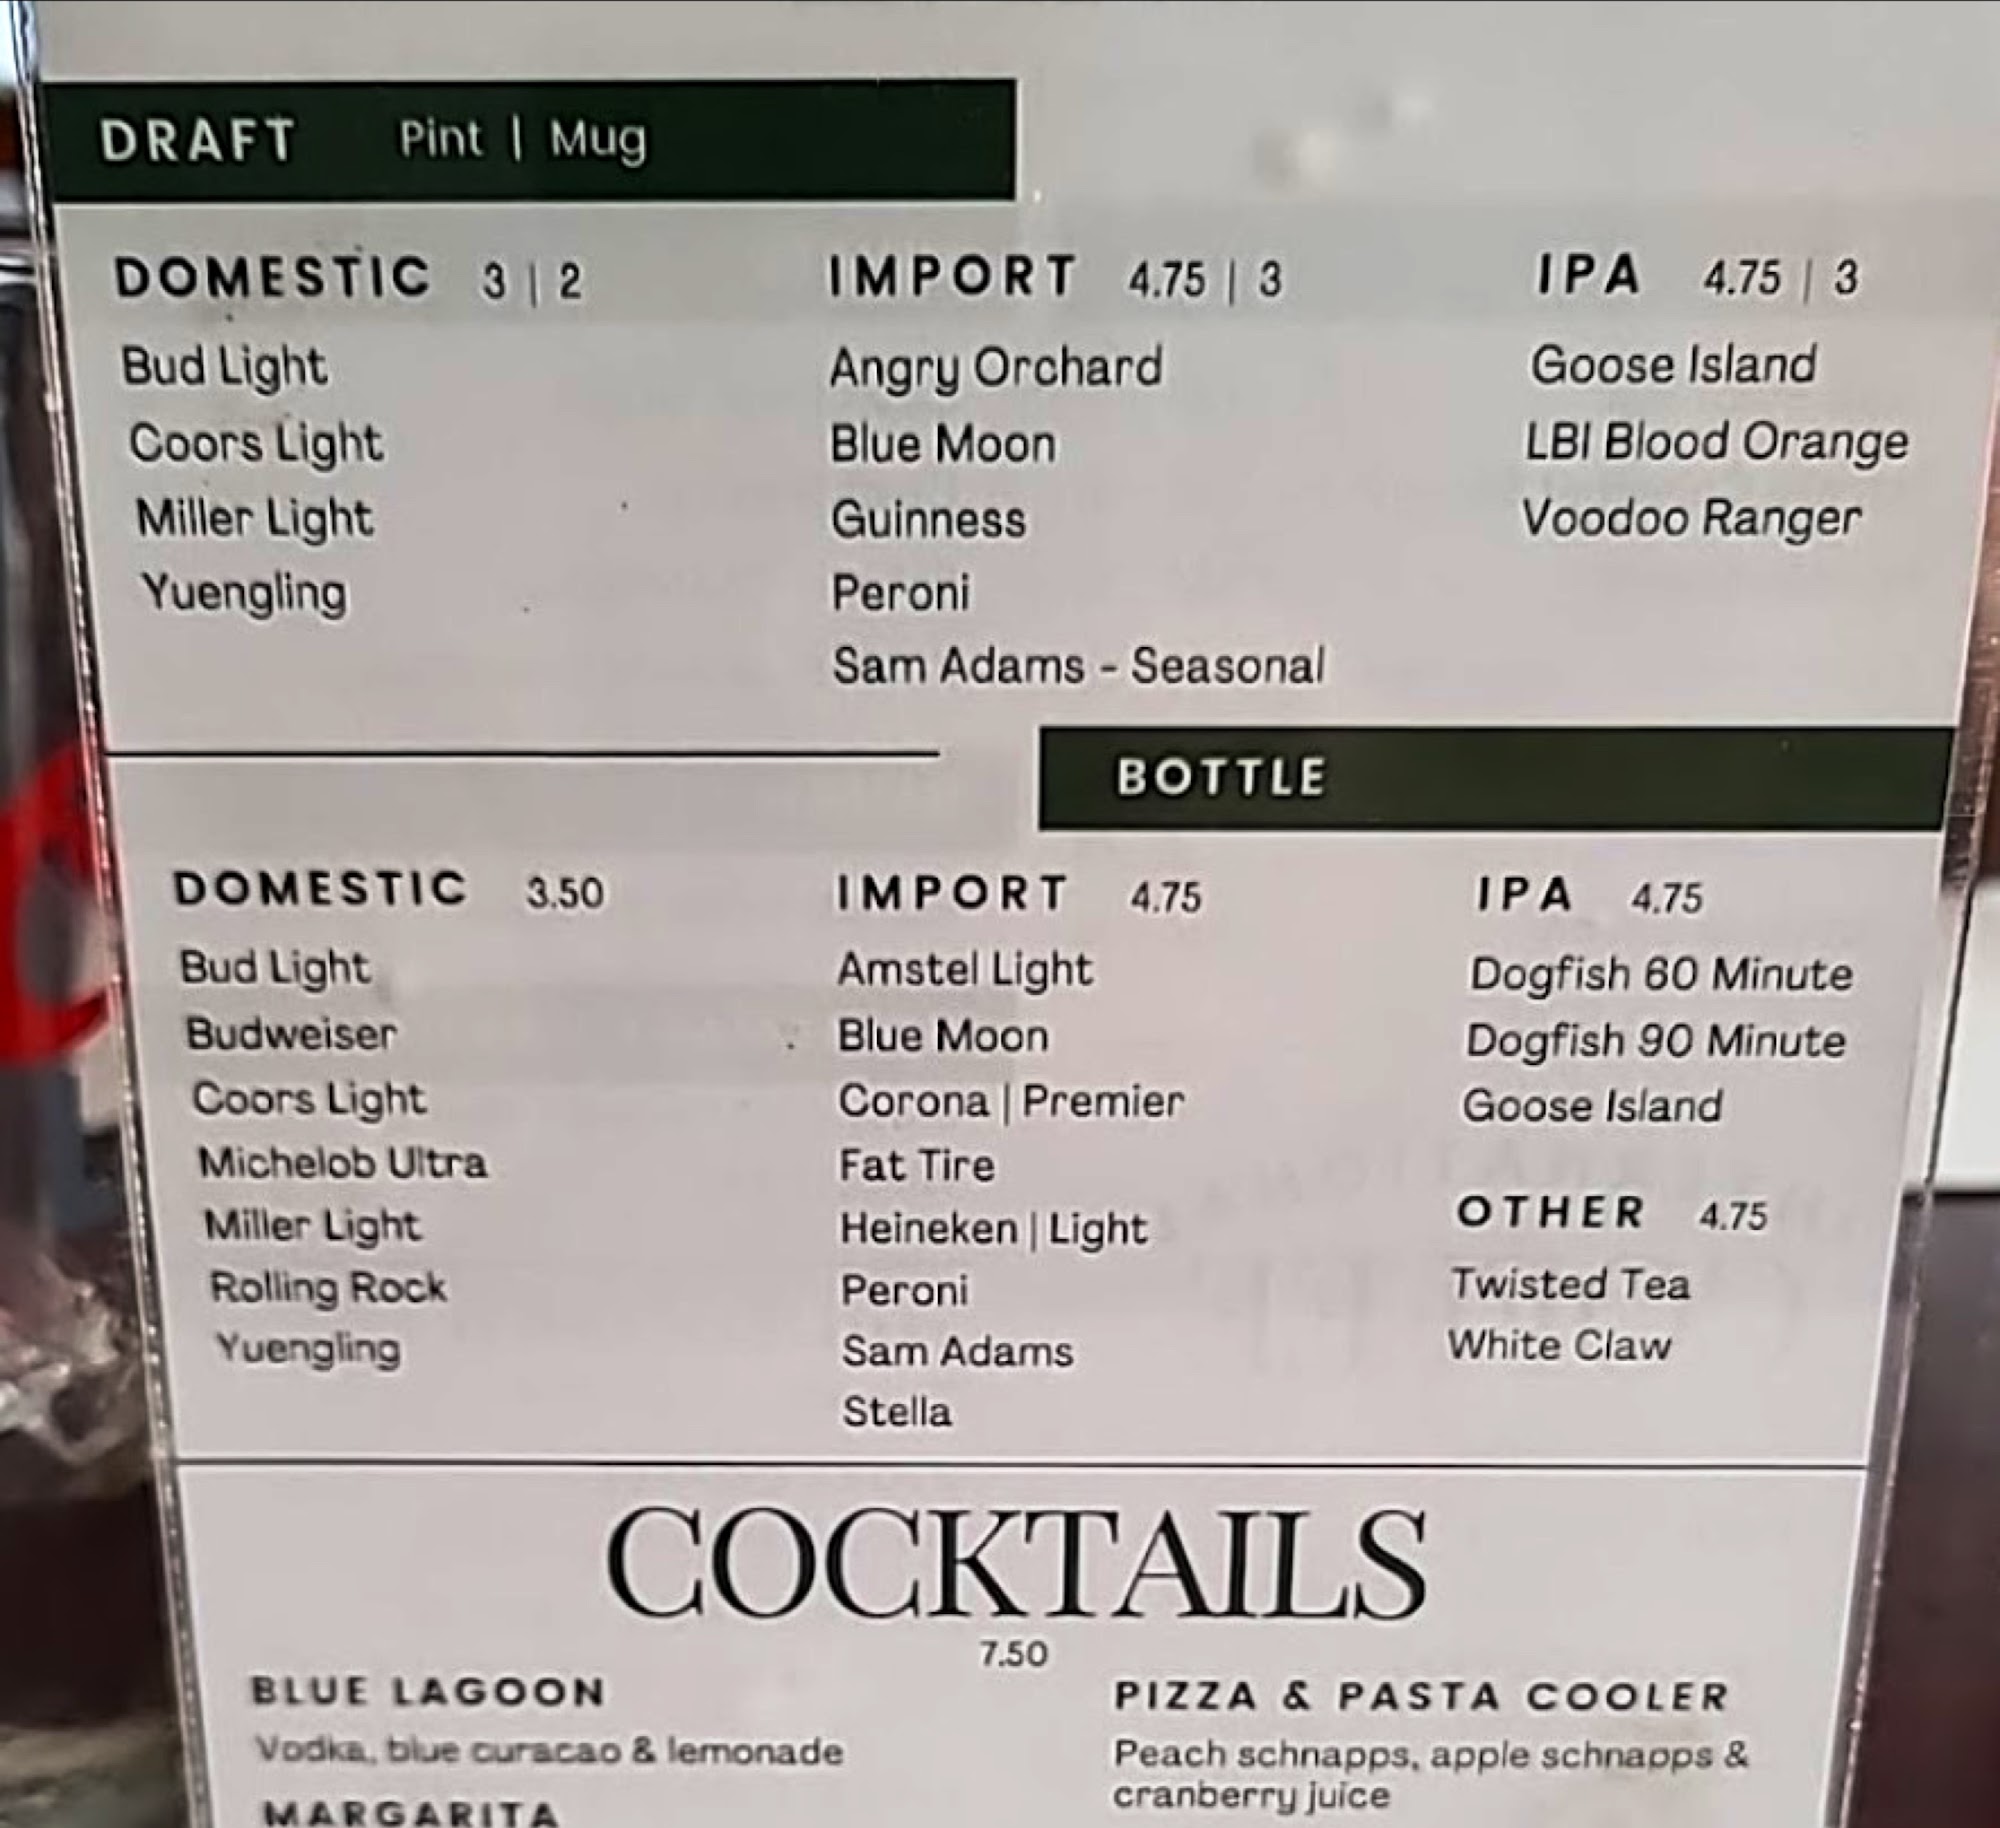 DRAFT Pint | Mug
DOMESTIC 3 | 2
Bud Light
Coors Light
Miller Light
Yuengling
IMPORT 4.75 | 3
Angry Orchard
Blue Moon
Guinness
Peroni
Sam Adams - Seasonal
IPA 4.75 | 3
Goose Island
LBI Blood Orange
Voodoo Ranger
BOTTLE
DOMESTIC 3.50
Bud Light
Budweiser
Coors Light
Michelob Ultra
Miller Light
Rolling Rock
Yuengling
IMPORT 4.75
Amstel Light
Blue Moon
Corona | Premier
Fat Tire
Heineken | Light
Peroni
Sam Adams
Stella
IPA 4.75
Dogfish 60 Minute
Dogfish 90 Minute
Goose Island
OTHER 4.75
Twisted Tea
White Claw
COCKTAILS
7.50
BLUE LAGOON
Vodka, blue curacao & lemonade
MARGARITA
PIZZA & PASTA COOLER
Peach schnapps, apple schnapps &
cranberry juice